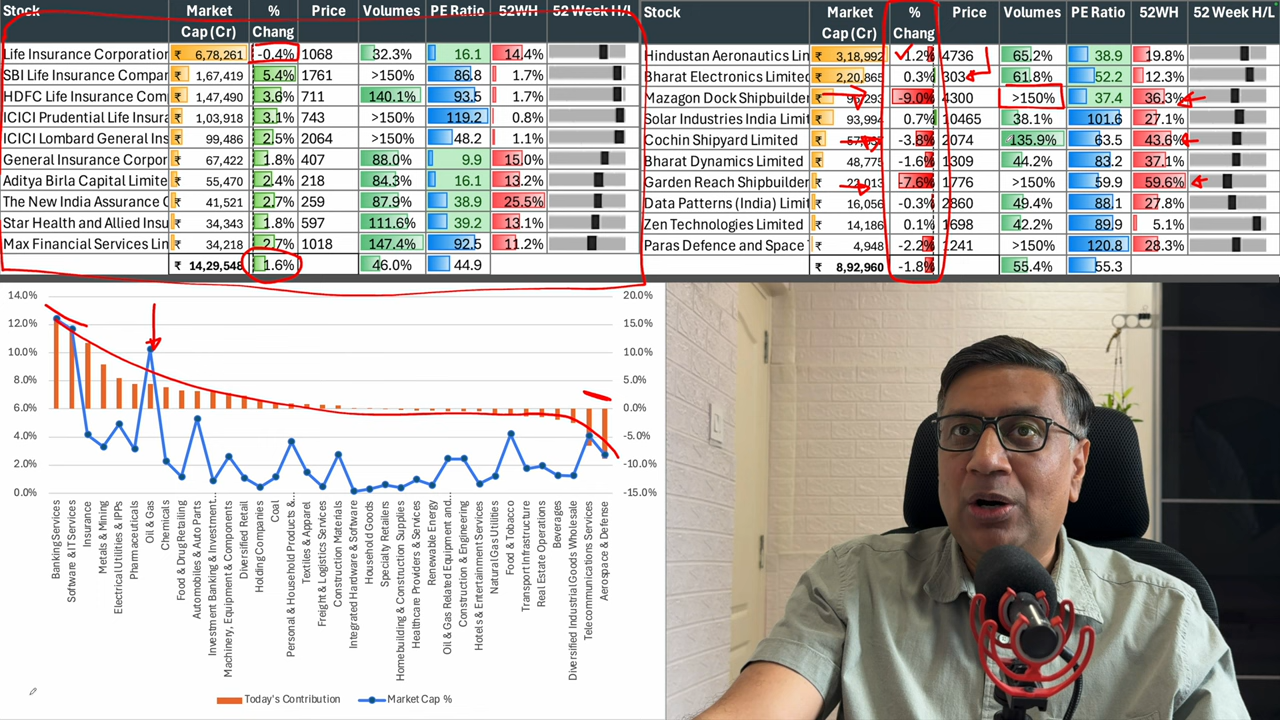 Stock Market Cap (Cr) % Chang Price Volumes PE Ratio 52WH 52 Week H/L
Life Insurance Corporation ₹ 6,78,261 -0.4% 1068 32.3% 16.1 14.4%
SBI Life Insurance Compar ₹ 1,67,419 5.4% 1761 >150% 86.8 1.7%
HDFC Life Insurance Com ₹ 1,47,490 3.6% 711 140.1% 93.5 1.7%
ICICI Prudential Life Insur ₹ 1,03,918 3.1% 743 >150% 119.2 0.8%
ICICI Lombard General Ins ₹ 99,486 2.5% 2064 >150% 48.2 1.1%
General Insurance Corpor ₹ 67,422 1.8% 407 88.0% 9.9 15.0%
Aditya Birla Capital Limite ₹ 55,470 2.4% 218 84.3% 16.1 13.2%
The New India Assurance C ₹ 41,521 2.7% 259 87.9% 38.9 25.5%
Star Health and Allied Insu ₹ 34,343 1.8% 597 111.6% 39.2 13.1%
Max Financial Services Lin ₹ 34,218 2.7% 1018 147.4% 92.5 11.2%
₹ 14,29,548 1.6% 46.0% 44.9
Stock Market Cap (Cr) % Chang Price Volumes PE Ratio 52WH 52 Week H/L
Hindustan Aeronautics Lin ₹ 3,18,992 4736 65.2% 38.9 19.8%
Bharat Electronics Limited ₹ 2,20,865 0.3% 303 61.8% 52.2 12.3%
Mazagon Dock Shipbuilder ₹ -9.0% 4300 >150% 37.4 36.3%
Solar Industries India Limit ₹ 93,994 0.7% 10465 38.1% 101.6 27.1%
Cochin Shipyard Limited ₹ -3.8% 2074 135.9% 63.5 43.6%
Bharat Dynamics Limited ₹ 48,775 -1.6% 1309 44.2% 83.2 37.1%
Garden Reach Shipbuilder ₹ -7.6% 1776 >150% 59.9 59.6%
Data Patterns (India) Limit ₹ 16,056 -0.3% 2860 49.4% 88.1 27.8%
Zen Technologies Limited ₹ 14,186 0.1% 1698 42.2% 89.9 5.1%
Paras Defence and Space ₹ 4,948 -2.2% 1241 >150% 120.8 28.3%
₹ 8,92,960 -1.8% 55.4% 55.3
14.0% 20.0%
12.0% 15.0%
10.0% 10.0%
8.0% 5.0%
6.0% 0.0%
4.0% -5.0%
2.0% -10.0%
0.0% -15.0%
Banking Services
Software & IT Services
Insurance
Metals & Mining
Electrical Utilities & IPPs
Pharmaceuticals
Oil & Gas
Chemicals
Food & Drug Retailing
Automobiles & Auto Parts
Investment Banking & Investment...
Machinery, Equipment & Components
Diversified Retail
Holding Companies
Coal
Personal & Household Products &...
Textiles & Apparel
Freight & Logistics Services
Construction Materials
Integrated Hardware & Software
Household Goods
Specialty Retailers
Homebuilding & Construction Supplies
Healthcare Providers & Services
Renewable Energy
Oil & Gas Related Equipment and...
Construction & Engineering
Hotels & Entertainment Services
Natural Gas Utilities
Food & Tobacco
Transport Infrastructure
Real Estate Operations
Beverages
Diversified Industrial Goods Wholesale
Telecommunications Services
Aerospace & Defense
Today's Contribution Market Cap %